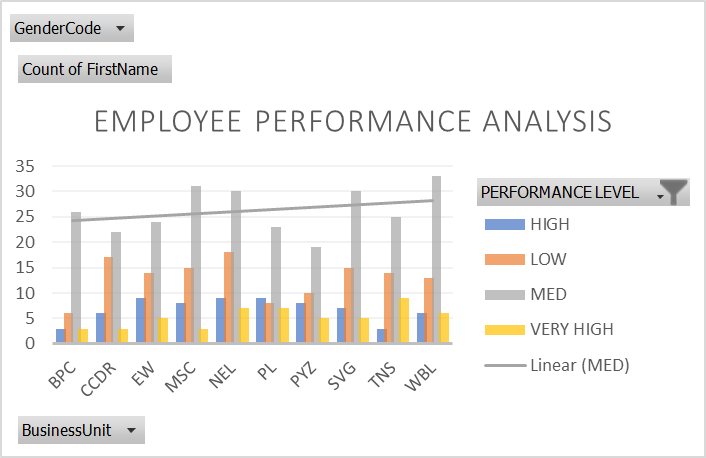 GenderCode
Count of FirstName
EMPLOYEE PERFORMANCE ANALYSIS
35
30
25
20
15
10
5
0
BPC
CCDR
EW
MSC
NEL
PL
PYZ
SVG
TNS
WBL
PERFORMANCE LEVEL
HIGH
LOW
MED
VERY HIGH
Linear (MED)
BusinessUnit